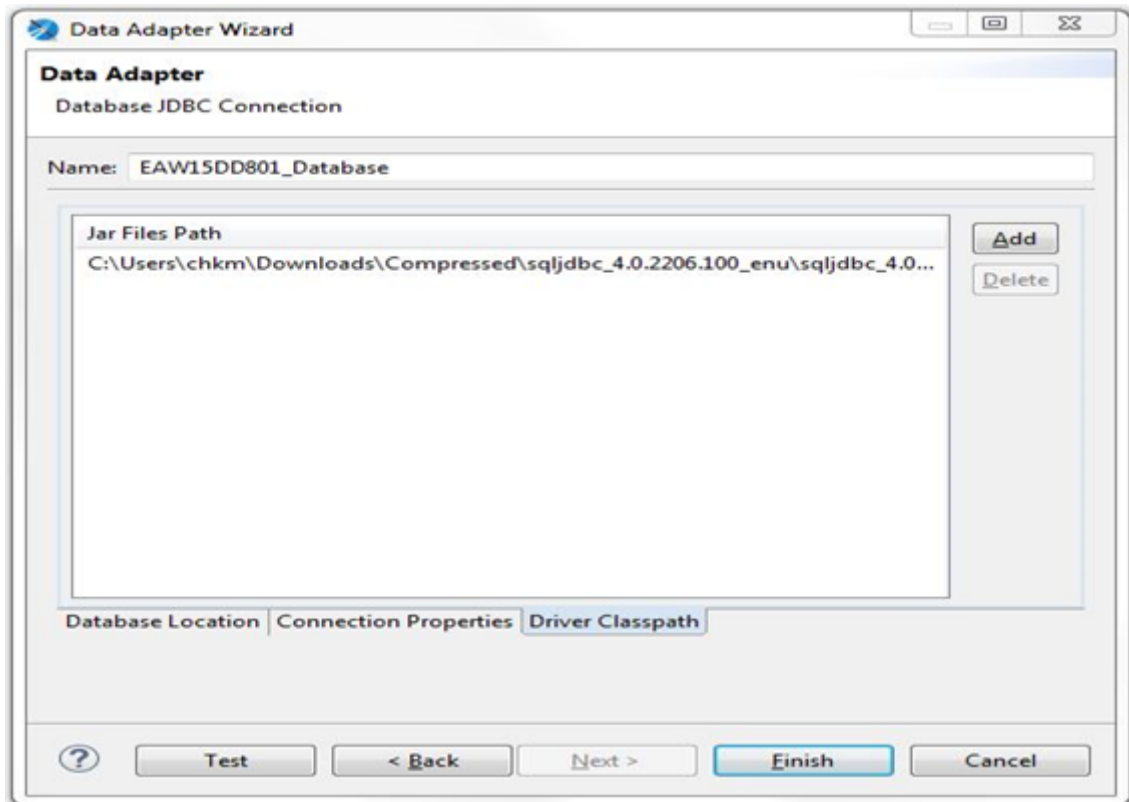 Data Adapter Wizard
Data Adapter
Database JDBC Connection
Name: EAW15DD801_Database
Jar Files Path
Add
C:\Users\chkm\Downloads\Compressed\sqljdbc_4.0.2206.100_enu\sqljdbc_4.0...
Delete
Database Location Connection Properties Driver Classpath
? Test < Back Next > Finish Cancel